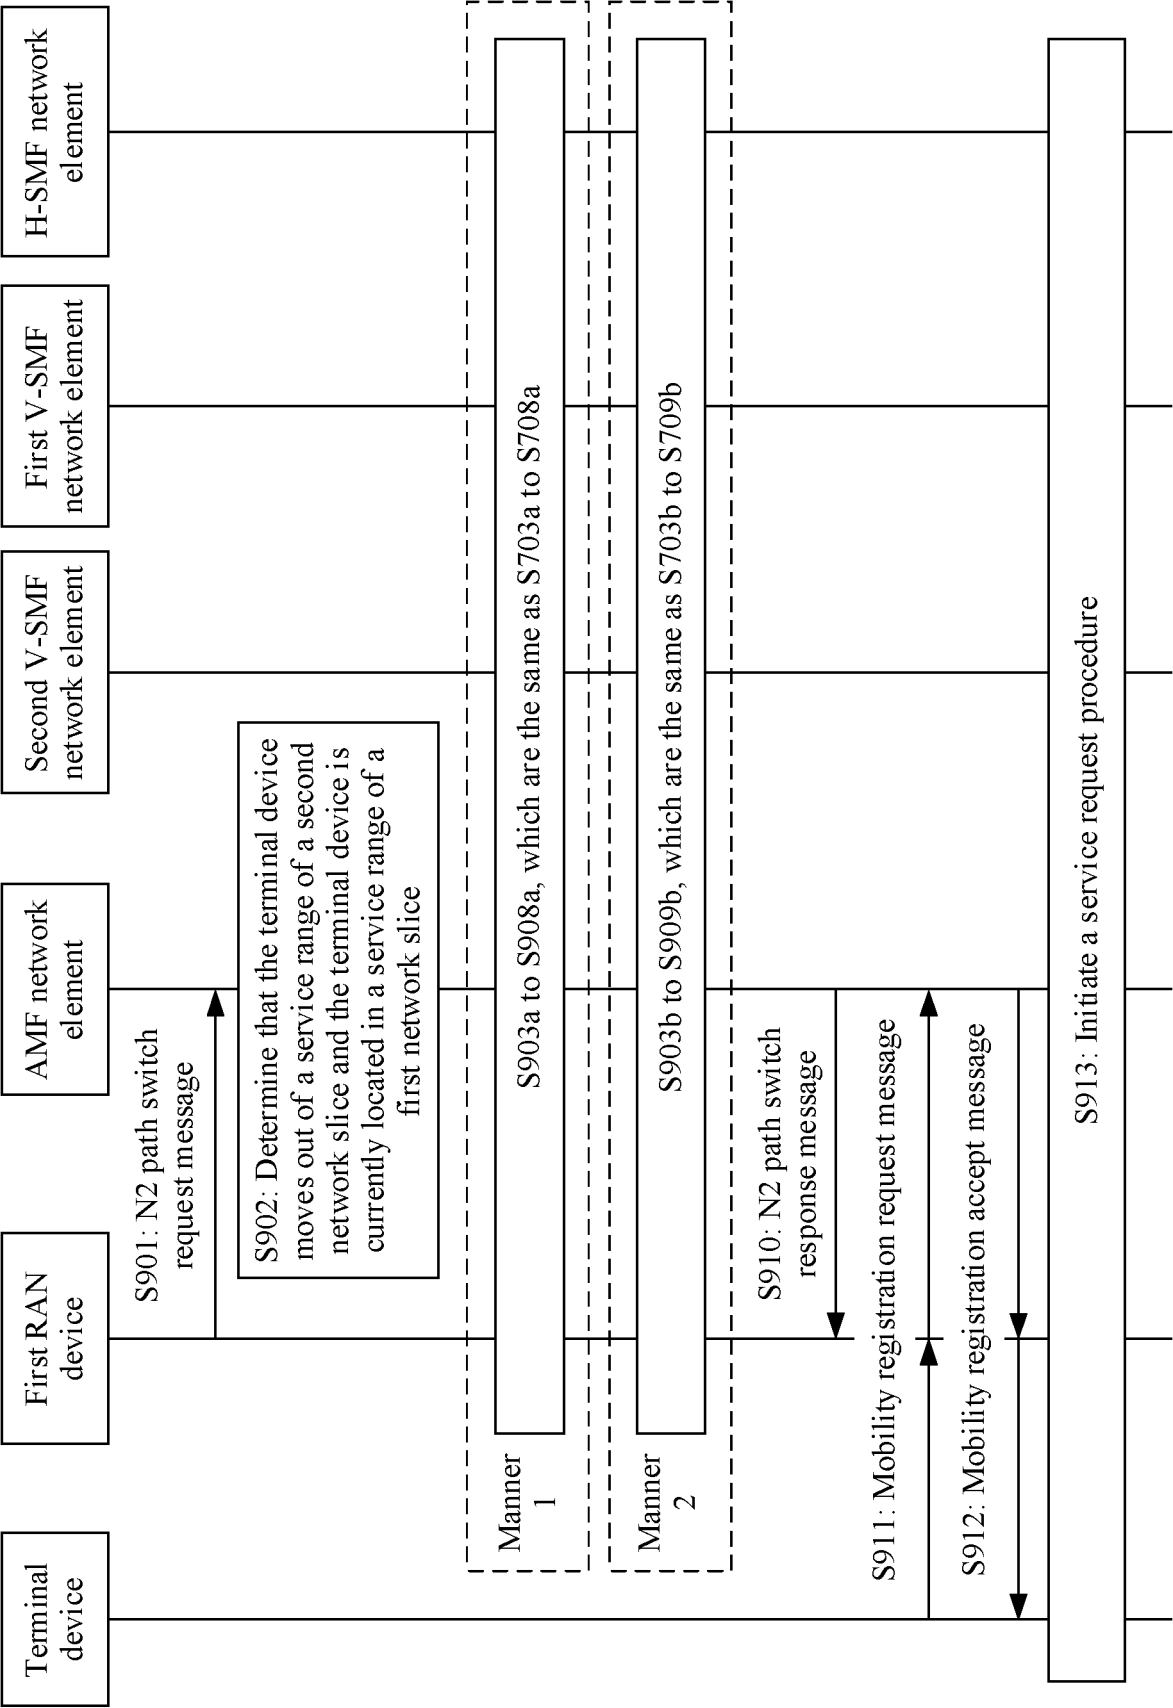 Terminal
device
First RAN
device
AMF network
element
Second V-SMF
network element
First V-SMF
network element
H-SMF network
element
S901: N2 path switch
request message
S902: Determine that the terminal device
moves out of a service range of a second
network slice and the terminal device is
currently located in a service range of a
first network slice
Manner
1
S903a to S908a, which are the same as S703a to S708a
Manner
2
S903b to S909b, which are the same as S703b to S709b
S910: N2 path switch
response message
S911: Mobility registration request message
S912: Mobility registration accept message
S913: Initiate a service request procedure